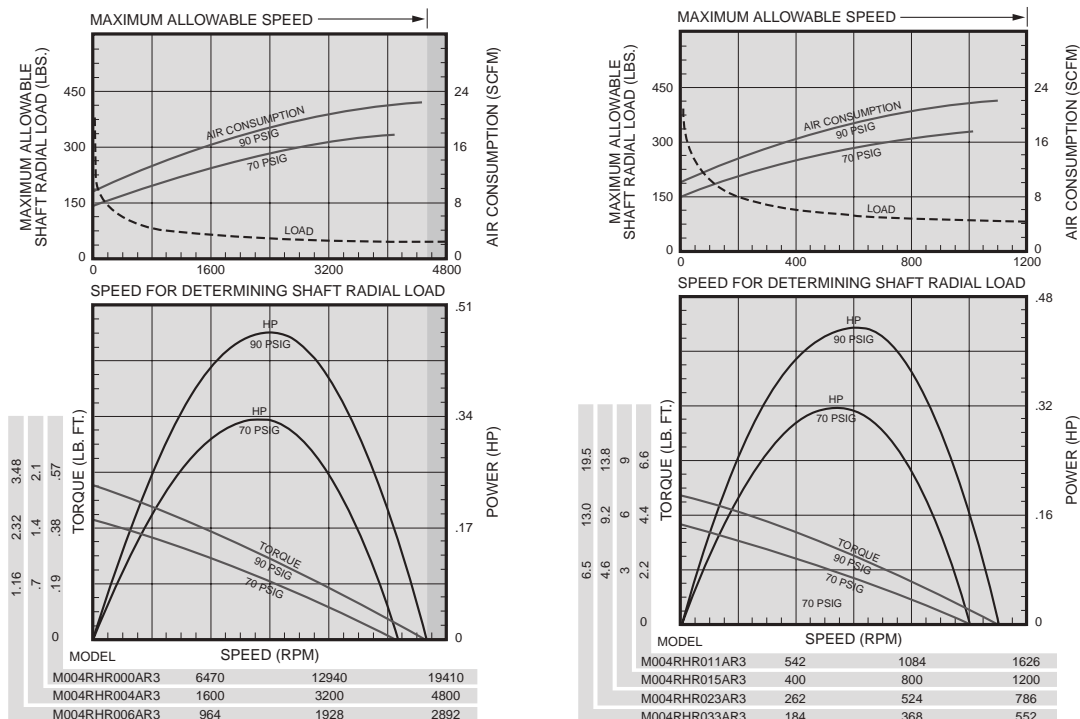 MAXIMUM ALLOWABLE SPEED
MAXIMUM ALLOWABLE
SHAFT RADIAL LOAD (LBS.)
450
300
150
0
AIR CONSUMPTION
90 PSIG
70 PSIG
LOAD
24
16
8
0
AIR CONSUMPTION (SCFM)
0 1600 3200 4800
SPEED FOR DETERMINING SHAFT RADIAL LOAD
HP
90 PSIG
HP
70 PSIG
TORQUE
90 PSIG
70 PSIG
.51
.34
.17
0
POWER (HP)
TORQUE (LB. FT.)
3.48 2.1 .57
2.32 1.4 .38
1.16 .7 .19
0
MODEL SPEED (RPM)
M004RHR000AR3 6470 12940 19410
M004RHR004AR3 1600 3200 4800
M004RHR006AR3 964 1928 2892
MAXIMUM ALLOWABLE SPEED
MAXIMUM ALLOWABLE
SHAFT RADIAL LOAD (LBS.)
450
300
150
0
AIR CONSUMPTION
90 PSIG
70 PSIG
LOAD
24
16
8
0
AIR CONSUMPTION (SCFM)
0 400 800 1200
SPEED FOR DETERMINING SHAFT RADIAL LOAD
HP
90 PSIG
HP
70 PSIG
TORQUE
90 PSIG
70 PSIG
70 PSIG
.48
.32
.16
0
POWER (HP)
TORQUE (LB. FT.)
19.5 13.8 9 6.6
13.0 9.2 6 4.4
6.5 4.6 3 2.2
0
MODEL SPEED (RPM)
M004RHR011AR3 542 1084 1626
M004RHR015AR3 400 800 1200
M004RHR023AR3 262 524 786
M004RHR033AR3 184 368 552